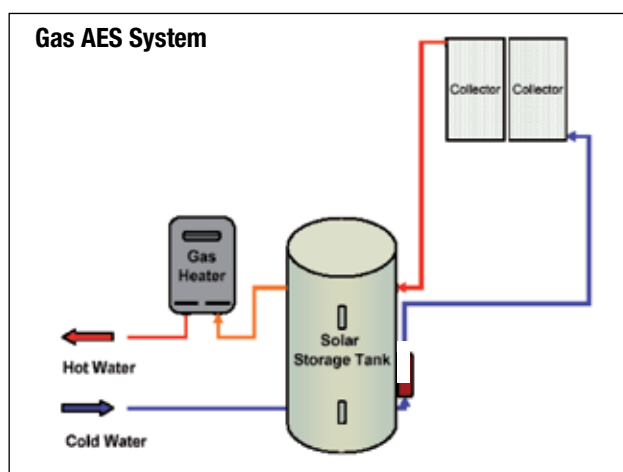 Gas AES System
Collector
Collector
Gas
Heater
Solar
Storage Tank
Hot Water
Cold Water